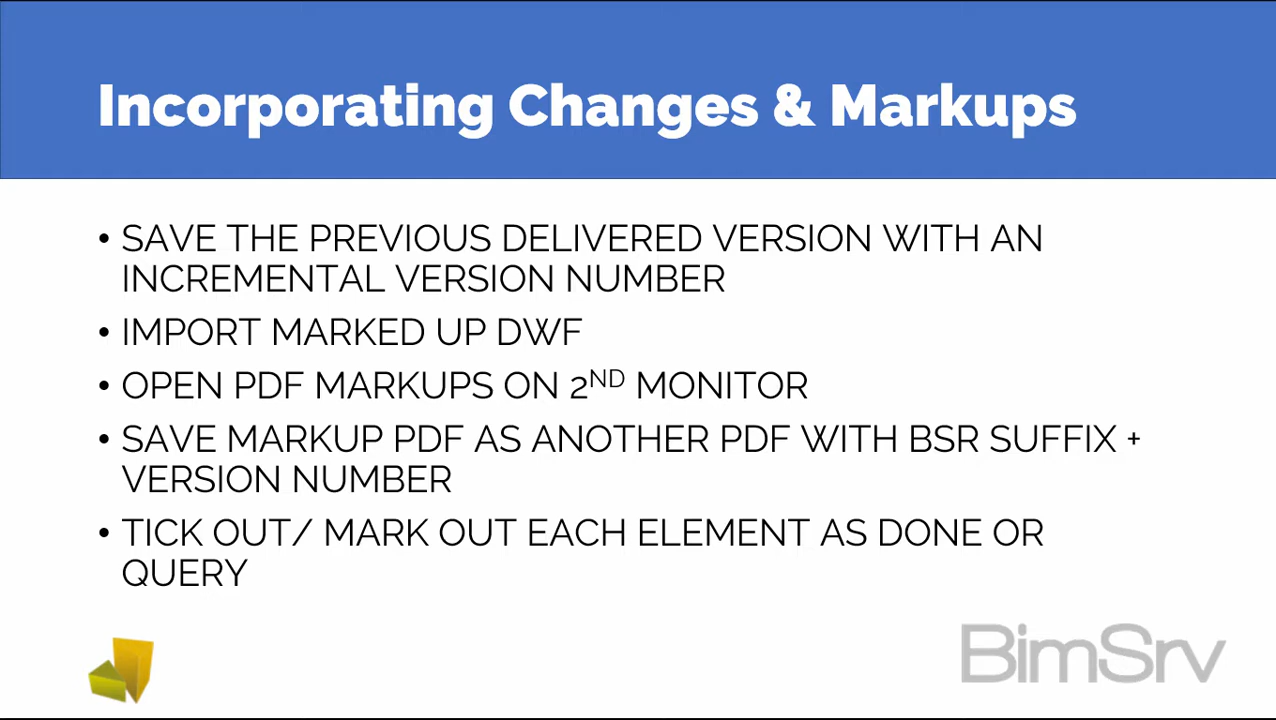 Incorporating Changes & Markups
• SAVE THE PREVIOUS DELIVERED VERSION WITH AN
INCREMENTAL VERSION NUMBER
• IMPORT MARKED UP DWF
• OPEN PDF MARKUPS ON 2ND MONITOR
• SAVE MARKUP PDF AS ANOTHER PDF WITH BSR SUFFIX +
VERSION NUMBER
• TICK OUT/ MARK OUT EACH ELEMENT AS DONE OR
QUERY
BimSrv